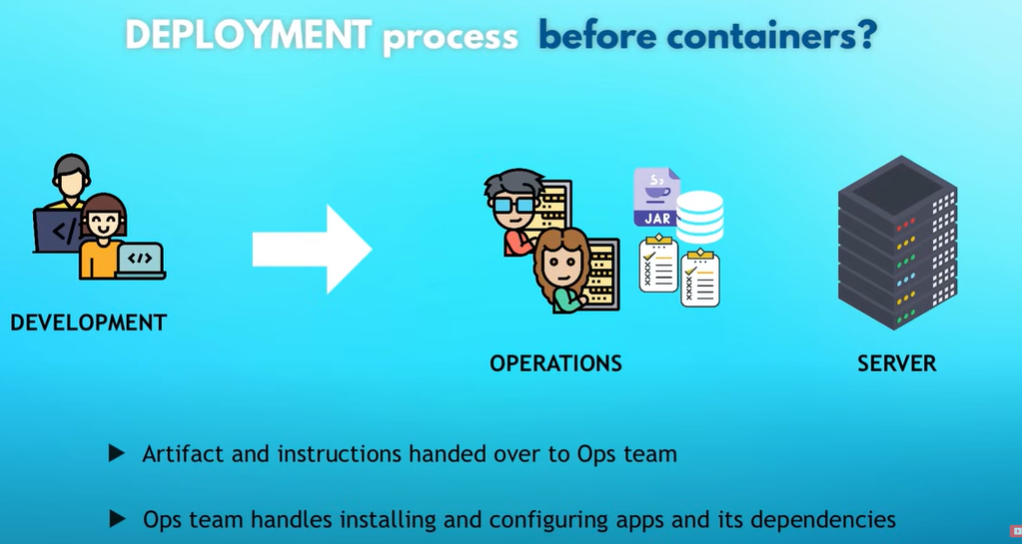 DEPLOYMENT process before containers?
JAR
DEVELOPMENT
OPERATIONS
SERVER
▶ Artifact and instructions handed over to Ops team
▶ Ops team handles installing and configuring apps and its dependencies